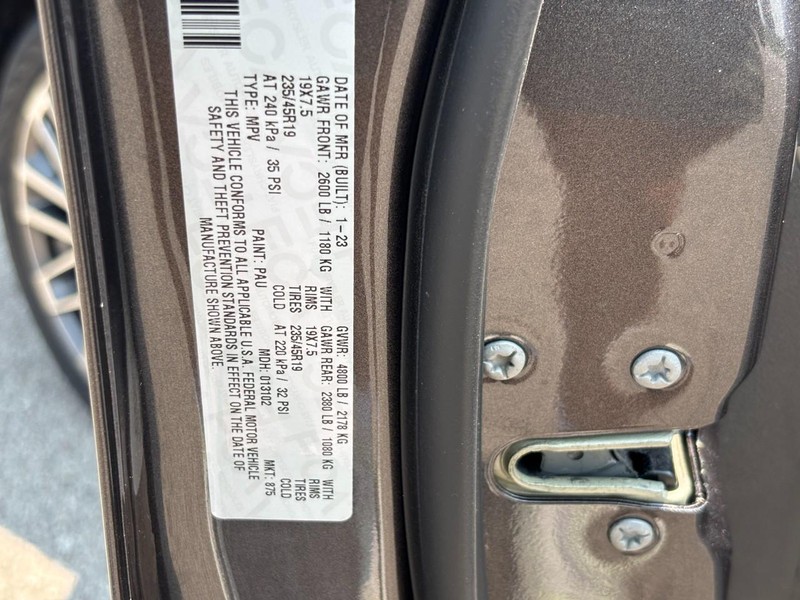 DATE OF MFR (BUILT): 1-23 GVWR: 4800 LB / 2178 KG
GAWR FRONT: 2600 LB / 1180 KG WITH GAWR REAR: 2380 LB / 1080 KG WITH
19X7.5 RIMS 19X7.5 RIMS
235/45R19 TIRES 235/45R19 TIRES
AT 240 kPa / 35 PSI COLD AT 220 kPa / 32 PSI COLD
TYPE: MPV PAINT: PAU MDH: 013102 MKT: 875
THIS VEHICLE CONFORMS TO ALL APPLICABLE U.S.A. FEDERAL MOTOR VEHICLE
SAFETY AND THEFT PREVENTION STANDARDS IN EFFECT ON THE DATE OF
MANUFACTURE SHOWN ABOVE.